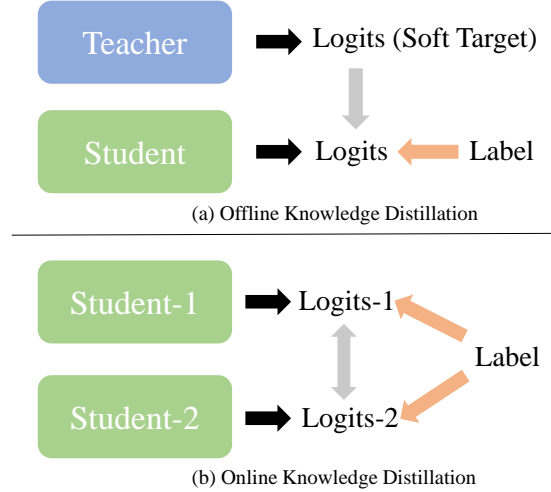 Teacher
Logits (Soft Target)
Student
Logits
Label
(a) Offline Knowledge Distillation
Student-1
Logits-1
Label
Student-2
Logits-2
(b) Online Knowledge Distillation